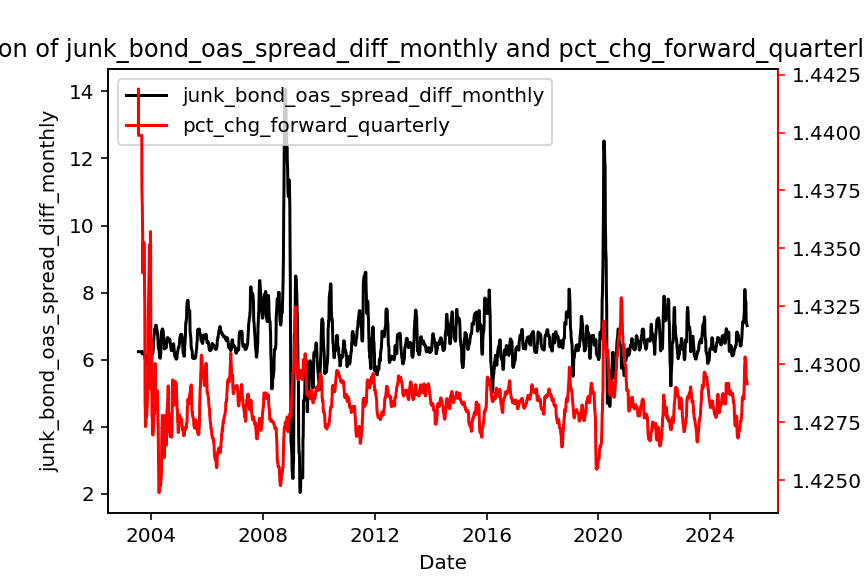 on of junk_bond_oas_spread_diff_monthly and pct_chg_forward_quarterl
junk_bond_oas_spread_diff_monthly
pct_chg_forward_quarterly
junk_bond_oas_spread_diff_monthly
14
12
10
8
6
4
2
1.4425
1.4400
1.4375
1.4350
1.4325
1.4300
1.4275
1.4250
2004 2008 2012 2016 2020 2024
Date